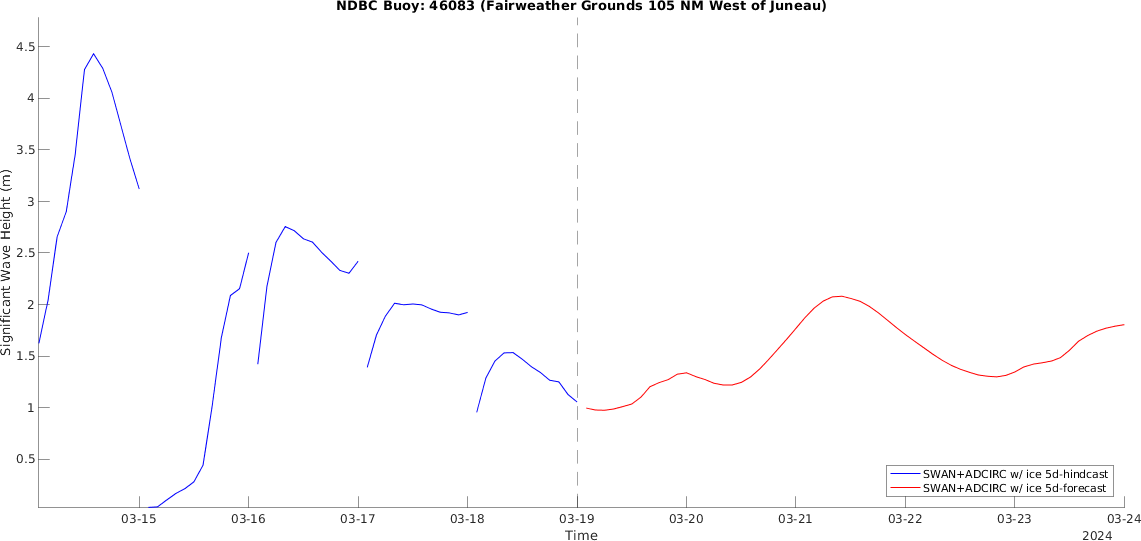 NDBC Buoy: 46083 (Fairweather Grounds 105 NM West of Juneau)
4.5
4
3.5
3
2.5
2
1.5
1
0.5
Significant Wave Height (m)
SWAN+ADCIRC w/ ice 5d-hindcast
SWAN+ADCIRC w/ ice 5d-forecast
03-15 03-16 03-17 03-18 03-19 03-20 03-21 03-22 03-23 03-24
Time
2024